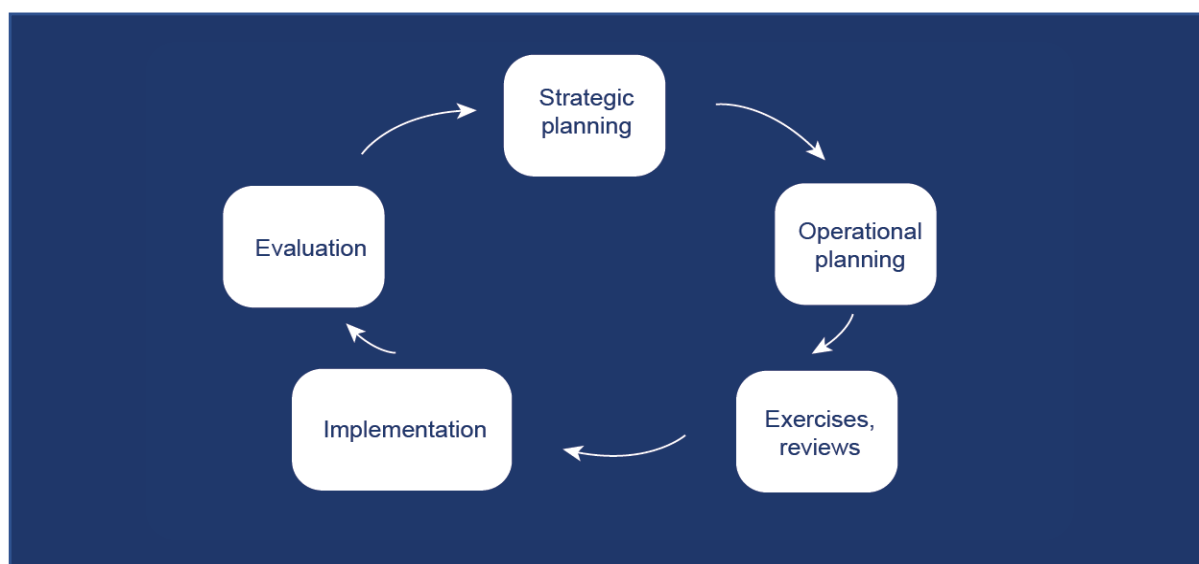 Strategic
planning
Operational
planning
Exercises,
reviews
Implementation
Evaluation